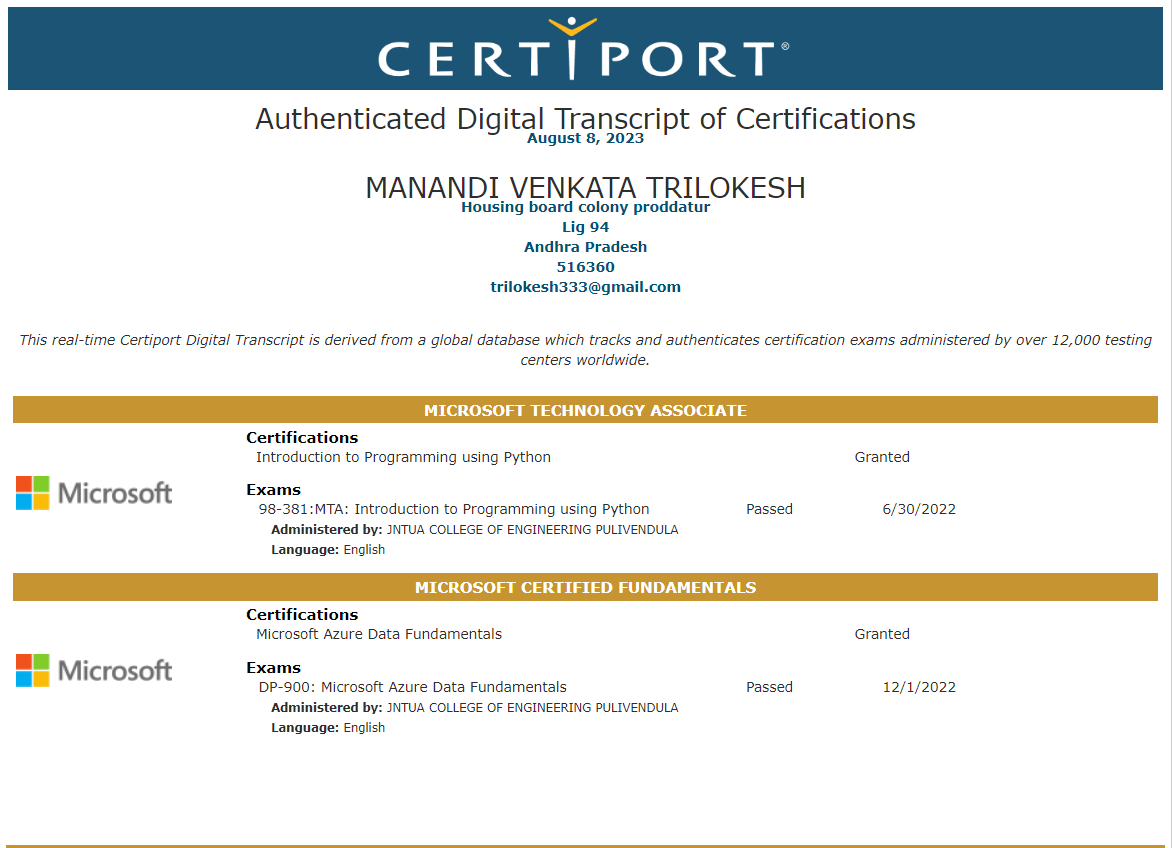 CERTIPORT®
Authenticated Digital Transcript of Certifications
August 8, 2023
MANANDI VENKATA TRILOKESH
Housing board colony proddatur
Lig 94
Andhra Pradesh
516360
trilokesh333@gmail.com
This real-time Certiport Digital Transcript is derived from a global database which tracks and authenticates certification exams administered by over 12,000 testing
centers worldwide.
MICROSOFT TECHNOLOGY ASSOCIATE
Microsoft
Certifications
Introduction to Programming using Python Granted
Exams
98-381:MTA: Introduction to Programming using Python Passed 6/30/2022
Administered by: JNTUA COLLEGE OF ENGINEERING PULIVENDULA
Language: English
MICROSOFT CERTIFIED FUNDAMENTALS
Microsoft
Certifications
Microsoft Azure Data Fundamentals Granted
Exams
DP-900: Microsoft Azure Data Fundamentals Passed 12/1/2022
Administered by: JNTUA COLLEGE OF ENGINEERING PULIVENDULA
Language: English